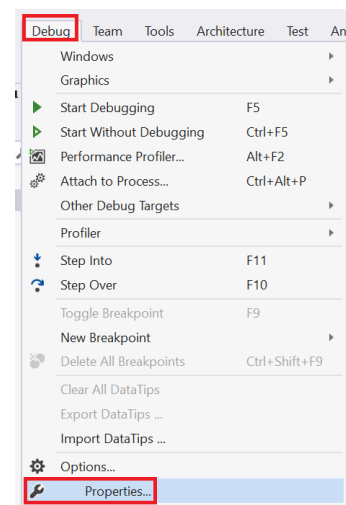 Debug Team Tools Architecture Test An
Windows
Graphics
Start Debugging F5
Start Without Debugging Ctrl+F5
Performance Profiler... Alt+F2
Attach to Process... Ctrl+Alt+P
Other Debug Targets
Profiler
Step Into F11
Step Over F10
Toggle Breakpoint F9
New Breakpoint
Delete All Breakpoints Ctrl+Shift+F9
Clear All DataTips
Export DataTips ...
Import DataTips ...
Options...
Properties...